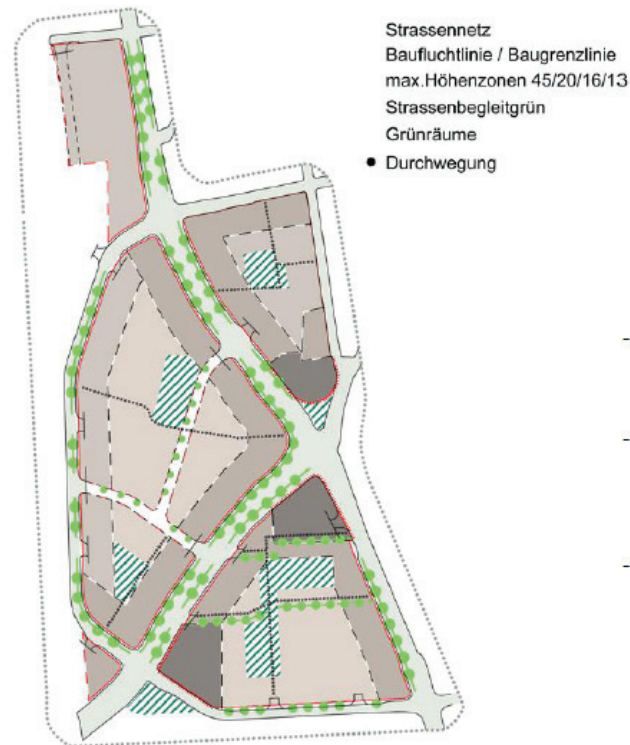 Strassennetz
Baufluchtlinie / Baugrenzlinie
max.Höhenzonen 45/20/16/13
Strassenbegleitgrün
Grünräume
Durchwegung